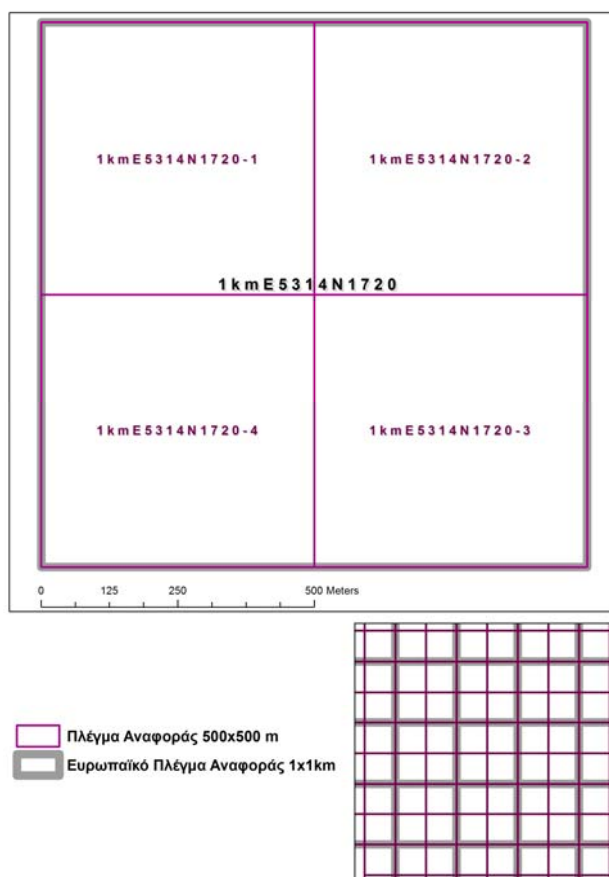 1kmE5314N1720-1 1kmE5314N1720-2
1kmE5314N1720
1kmE5314N1720-4 1kmE5314N1720-3
0 125 250 500 Meters
Πλέγμα Αναφοράς 500x500 m
Ευρωπαϊκό Πλέγμα Αναφοράς 1x1km